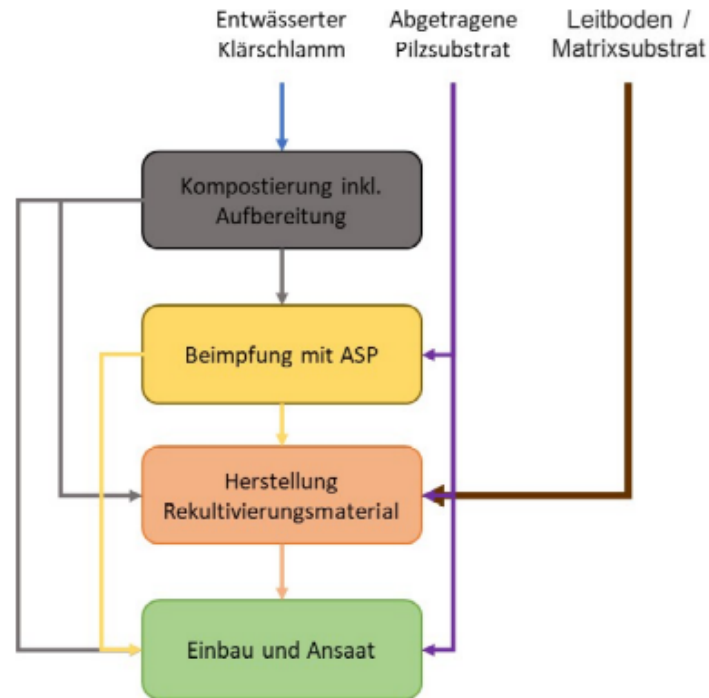 Entwässerter
Klärschlamm
Abgetragene
Pilzsubstrat
Leitboden /
Matrixsubstrat
Kompostierung inkl.
Aufbereitung
Beimpfung mit ASP
Herstellung
Rekultivierungsmaterial
Einbau und Ansaat